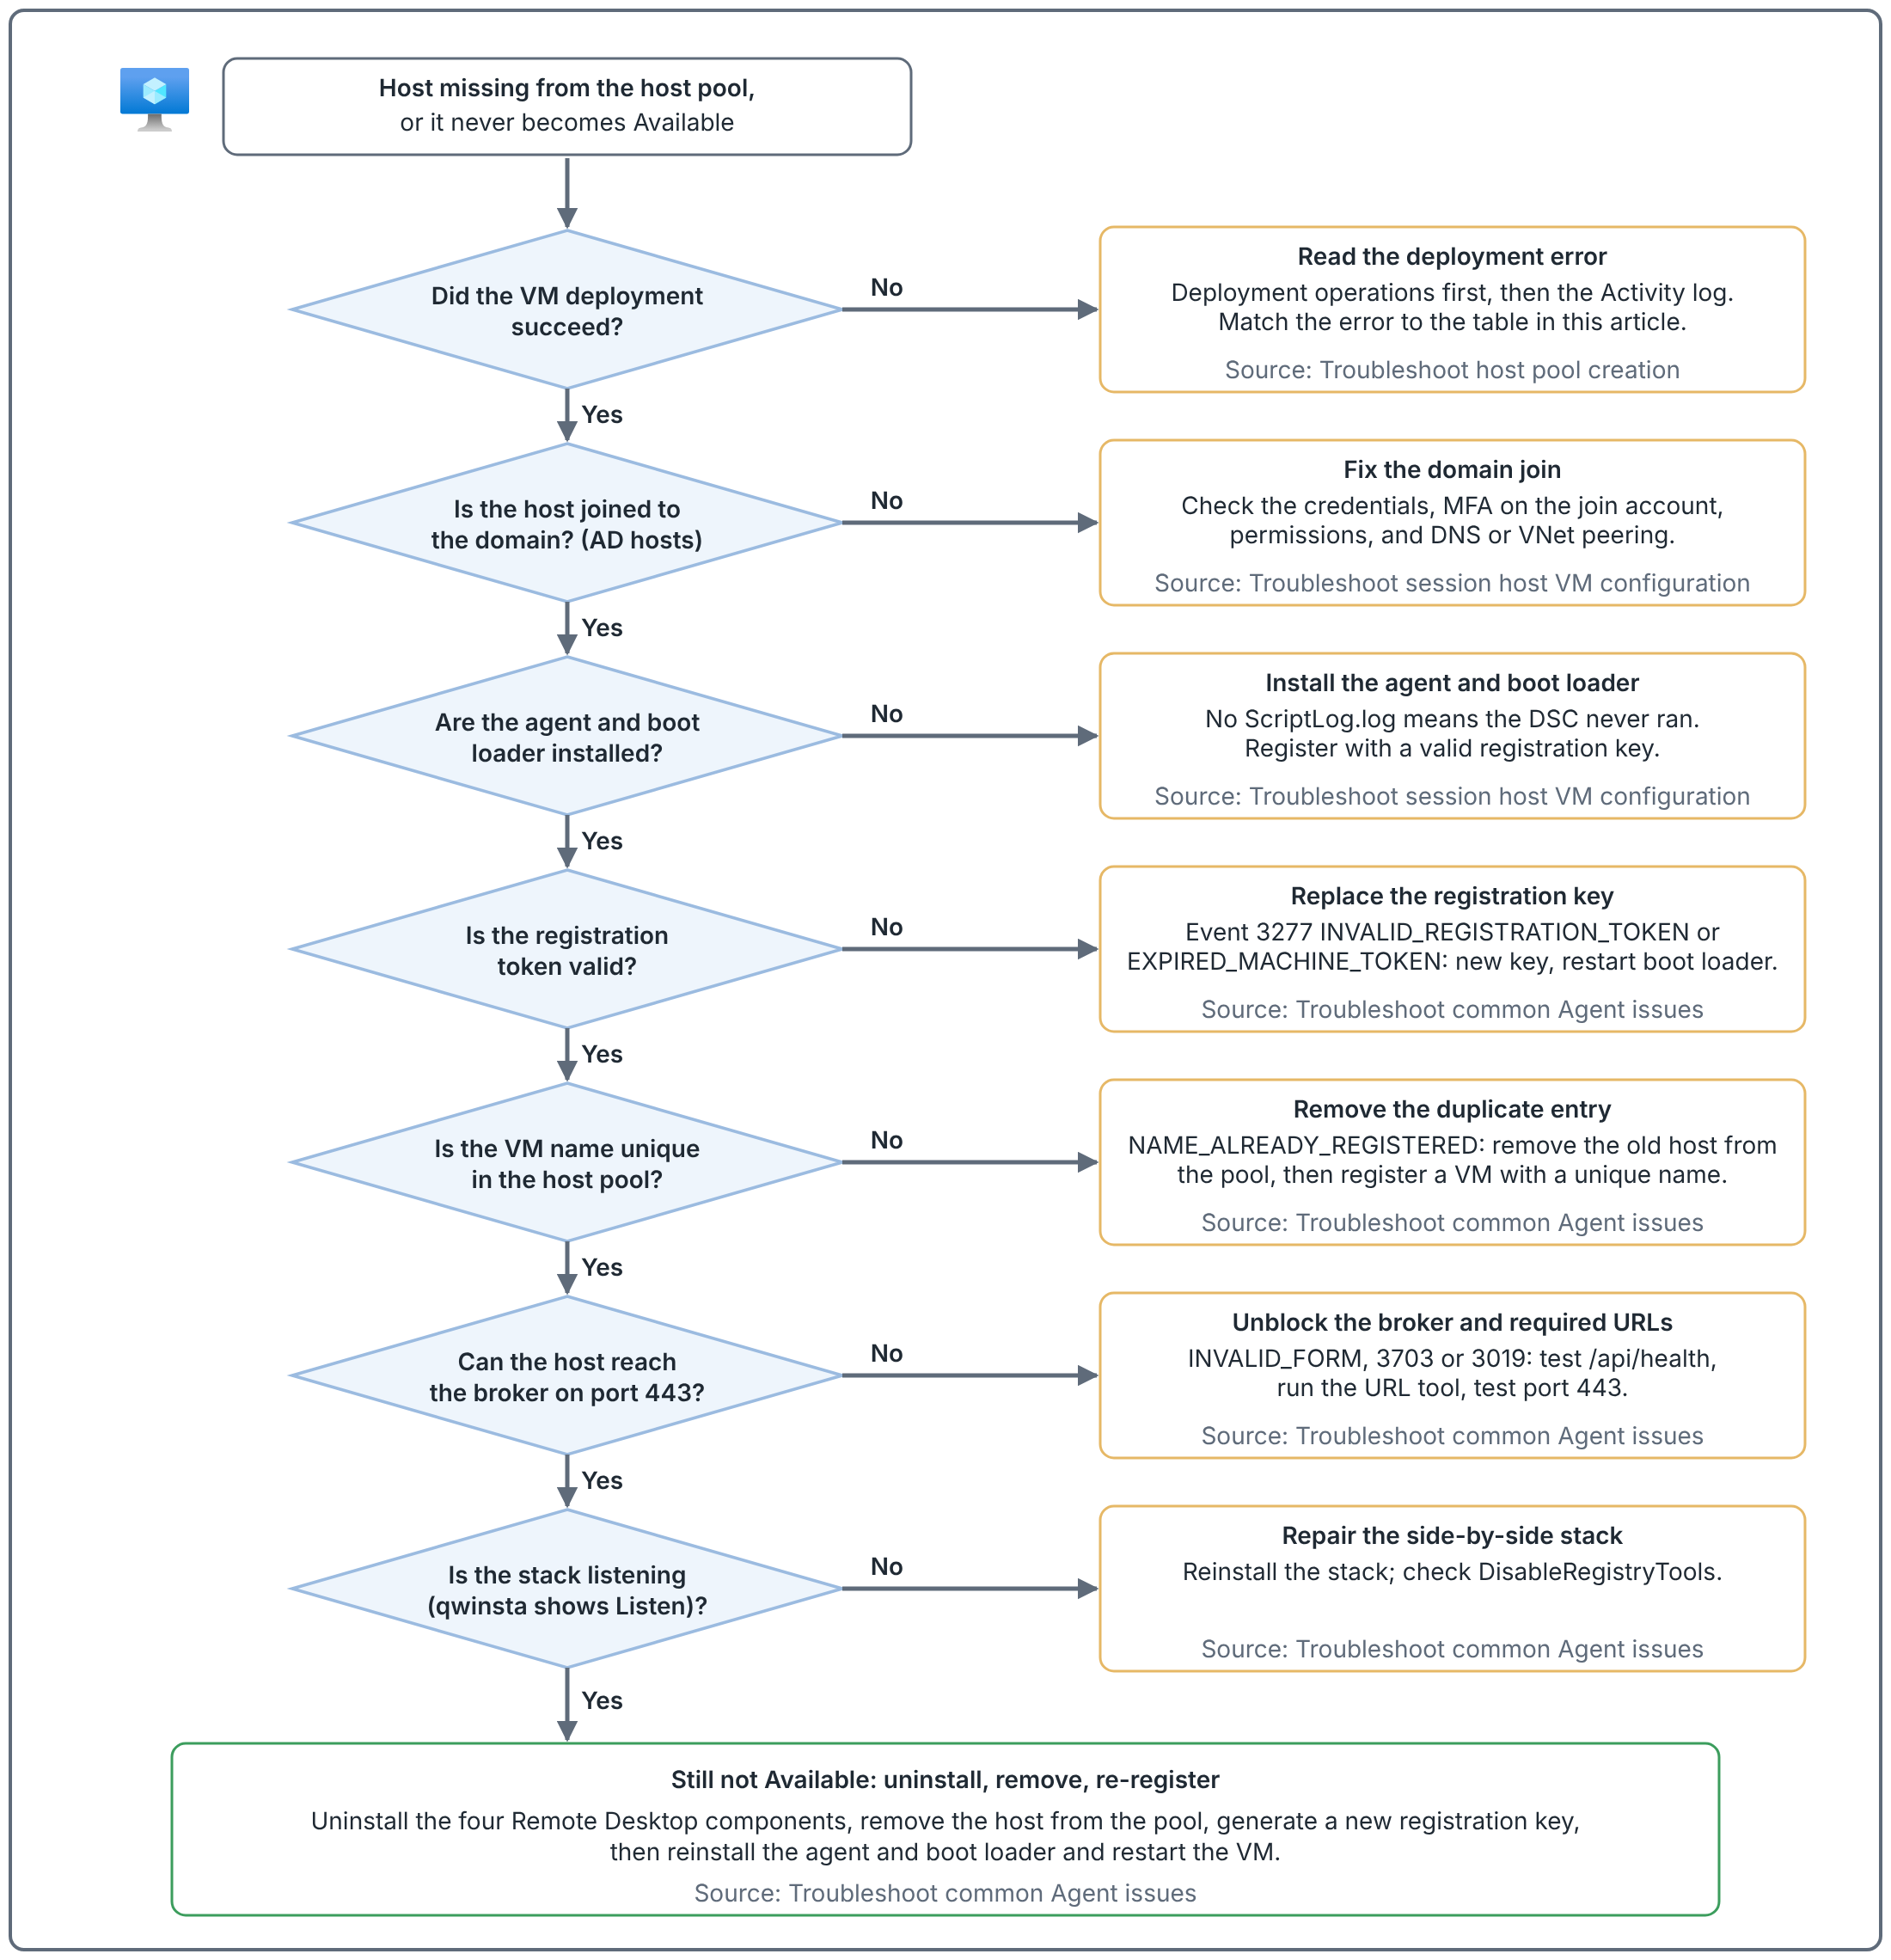 Host missing from the host pool,
or it never becomes Available
Did the VM deployment
succeed?
No
Read the deployment error
Deployment operations first, then the Activity log.
Match the error to the table in this article.
Source: Troubleshoot host pool creation
Yes
Is the host joined to
the domain? (AD hosts)
No
Fix the domain join
Check the credentials, MFA on the join account,
permissions, and DNS or VNet peering.
Source: Troubleshoot session host VM configuration
Yes
Are the agent and boot
loader installed?
No
Install the agent and boot loader
No ScriptLog.log means the DSC never ran.
Register with a valid registration key.
Source: Troubleshoot session host VM configuration
Yes
Is the registration
token valid?
No
Replace the registration key
Event 3277 INVALID_REGISTRATION_TOKEN or
EXPIRED_MACHINE_TOKEN: new key, restart boot loader.
Source: Troubleshoot common Agent issues
Yes
Is the VM name unique
in the host pool?
No
Remove the duplicate entry
NAME_ALREADY_REGISTERED: remove the old host from
the pool, then register a VM with a unique name.
Source: Troubleshoot common Agent issues
Yes
Can the host reach
the broker on port 443?
No
Unblock the broker and required URLs
INVALID_FORM, 3703 or 3019: test /api/health,
run the URL tool, test port 443.
Source: Troubleshoot common Agent issues
Yes
Is the stack listening
(qwinsta shows Listen)?
No
Repair the side-by-side stack
Reinstall the stack; check DisableRegistryTools.
Source: Troubleshoot common Agent issues
Yes
Still not Available: uninstall, remove, re-register
Uninstall the four Remote Desktop components, remove the host from the pool, generate a new registration key,
then reinstall the agent and boot loader and restart the VM.
Source: Troubleshoot common Agent issues